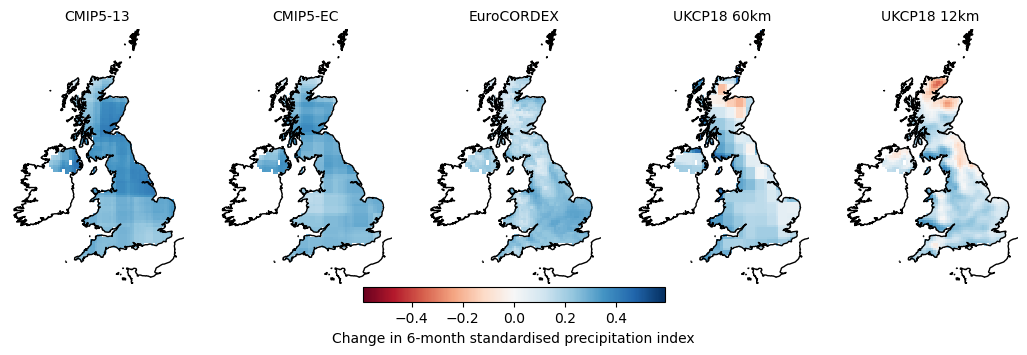 CMIP5-13 CMIP5-EC EuroCORDEX UKCP18 60km UKCP18 12km
−0.4 −0.2 0.0 0.2 0.4
Change in 6-month standardised precipitation index